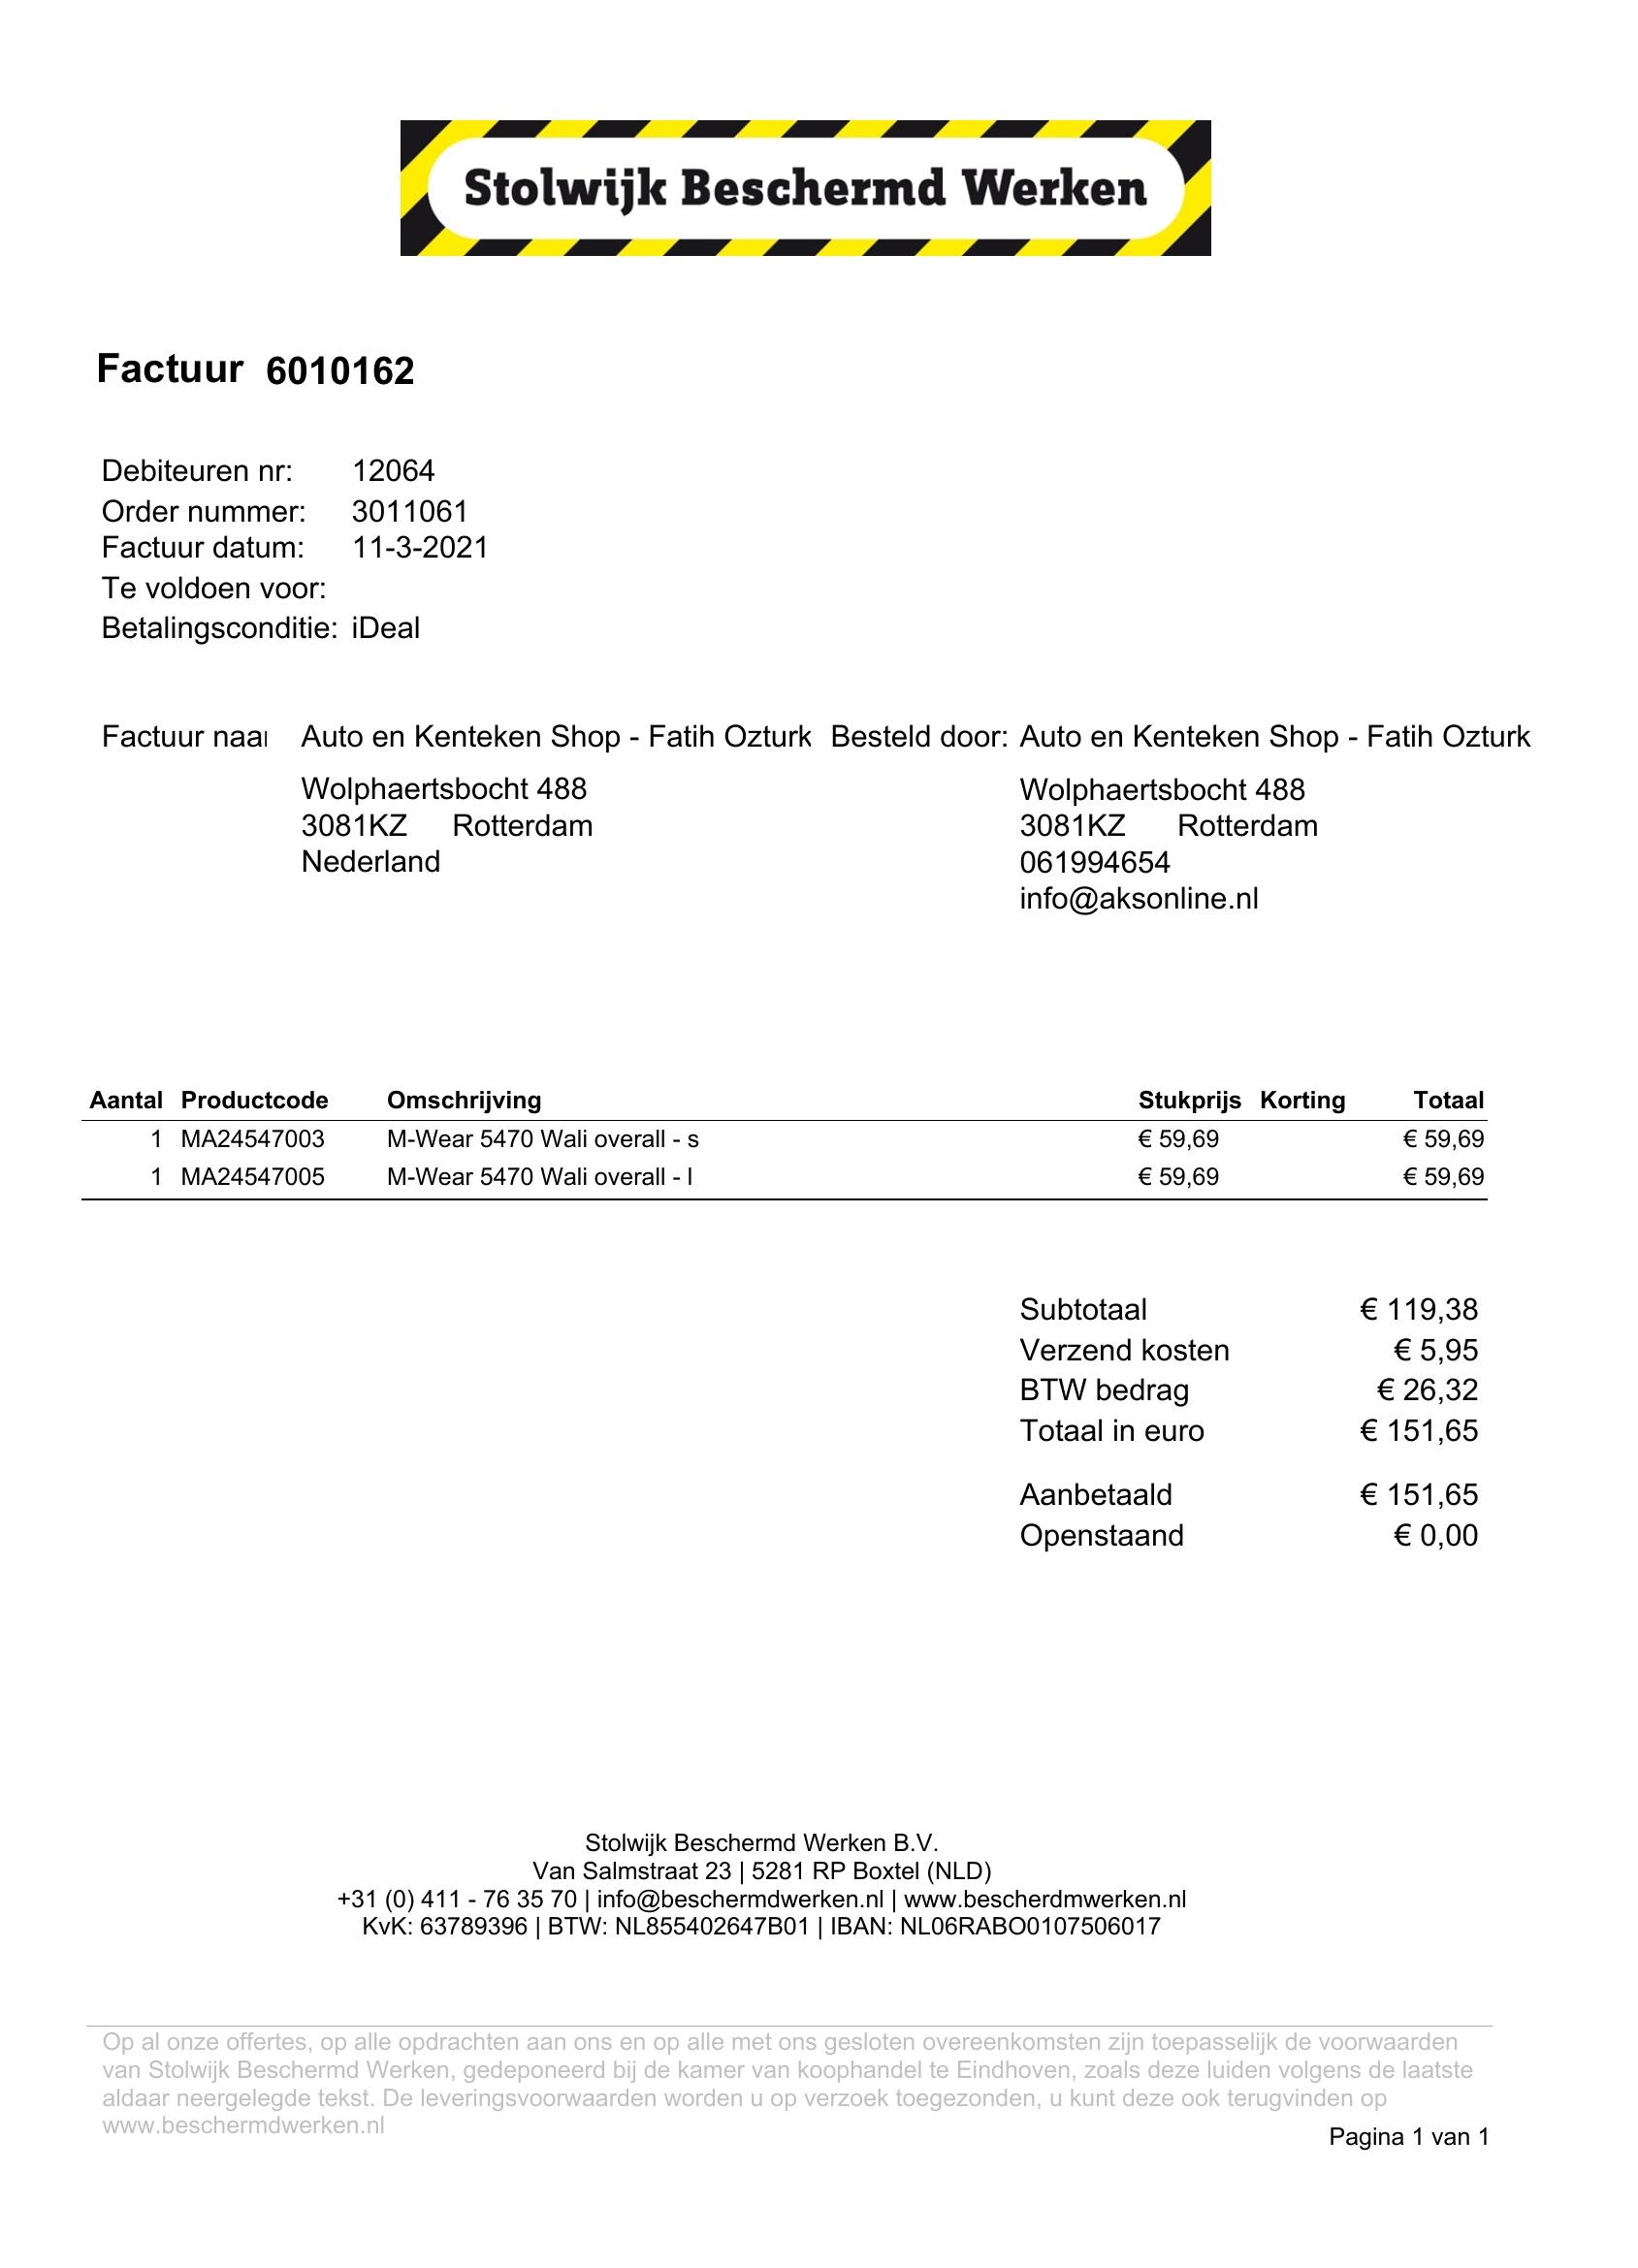 Stolwijk Beschermd Werken
Factuur 6010162
Debiteuren nr: 12064
Order nummer: 3011061
Factuur datum: 11-3-2021
Te voldoen voor:
Betalingsconditie: iDeal
Factuur naar Auto en Kenteken Shop - Fatih Ozturk Besteld door: Auto en Kenteken Shop - Fatih Ozturk
Wolphaertsbocht 488 Wolphaertsbocht 488
3081KZ Rotterdam 3081KZ Rotterdam
Nederland 061994654
info@aksonline.nl
Aantal Productcode Omschrijving Stukprijs Korting Totaal
1 MA24547003 M-Wear 5470 Wali overall - s € 59,69 € 59,69
1 MA24547005 M-Wear 5470 Wali overall - l € 59,69 € 59,69
Subtotaal € 119,38
Verzend kosten € 5,95
BTW bedrag € 26,32
Totaal in euro € 151,65
Aanbetaald € 151,65
Openstaand € 0,00
Stolwijk Beschermd Werken B.V.
Van Salmstraat 23 | 5281 RP Boxtel (NLD)
+31 (0) 411 - 76 35 70 | info@beschermdwerken.nl | www.bescherdmwerken.nl
KvK: 63789396 | BTW: NL855402647B01 | IBAN: NL06RABO0107506017
Op al onze offertes, op alle opdrachten aan ons en op alle met ons gesloten overeenkomsten zijn toepasselijk de voorwaarden
van Stolwijk Beschermd Werken, gedeponeerd bij de kamer van koophandel te Eindhoven, zoals deze luiden volgens de laatste
aldaar neergelegde tekst. De leveringsvoorwaarden worden u op verzoek toegezonden, u kunt deze ook terugvinden op
www.beschermdwerken.nl
Pagina 1 van 1